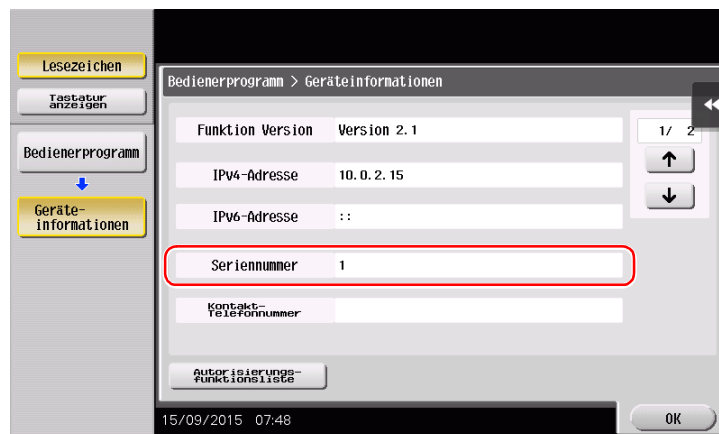 Lesezeichen
Tastatur
anzeigen
Bedienerprogramm
Geräte-
informationen
Bedienerprogramm > Geräteinformationen
Funktion Version Version 2.1
1/ 2
IPv4-Adresse 10.0.2.15
IPv6-Adresse ::
Seriennummer 1
Kontakt-
Telefonnummer
Autorisierungs-
funktionsliste
15/09/2015 07:48
OK